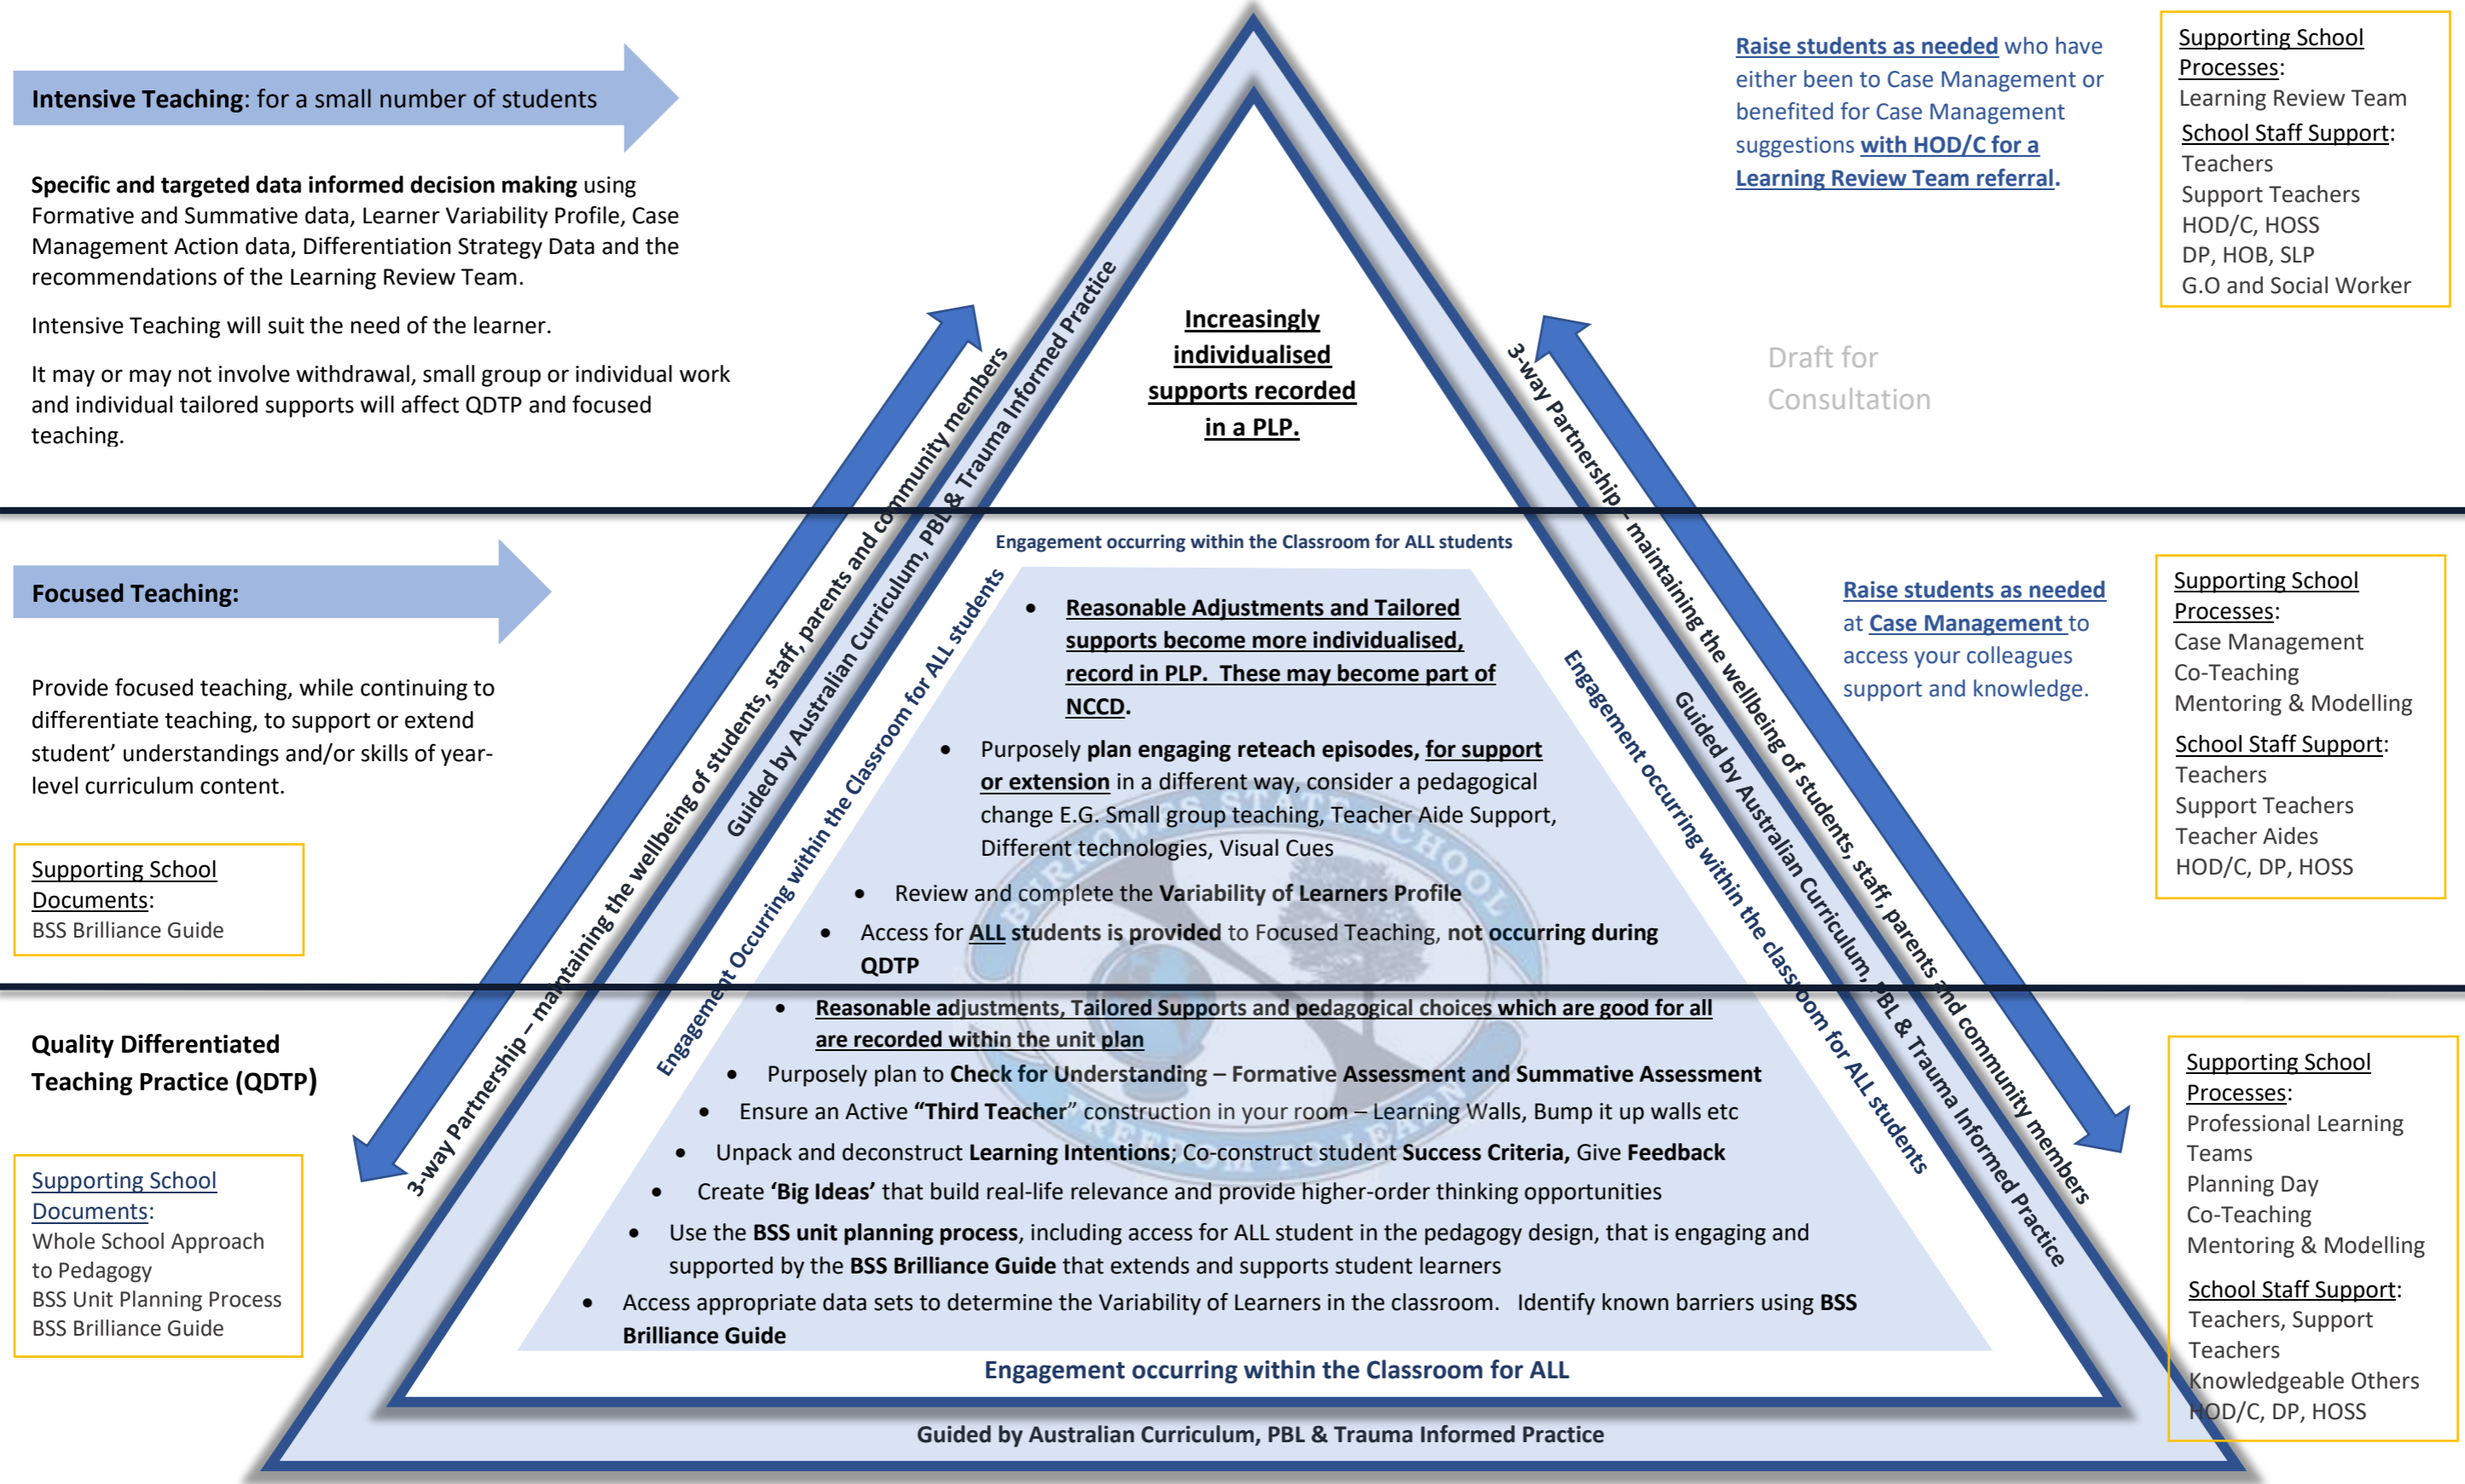 Intensive Teaching: for a small number of students
Specific and targeted data informed decision making using
Formative and Summative data, Learner Variability Profile, Case
Management Action data, Differentiation Strategy Data and the
recommendations of the Learning Review Team.
Intensive Teaching will suit the need of the learner.
It may or may not involve withdrawal, small group or individual work
and individual tailored supports will affect QDTP and focused
teaching.
Increasingly
individualised
supports recorded
in a PLP.
Raise students as needed who have
either been to Case Management or
benefited for Case Management
suggestions with HOD/C for a
Learning Review Team referral.
Draft for
Consultation
Supporting School
Processes:
Learning Review Team
School Staff Support:
Teachers
Support Teachers
HOD/C, HOSS
DP, HOB, SLP
G.O and Social Worker
3-way Partnership – maintaining the wellbeing of students, staff, parents and community members
Guided by Australian Curriculum, PBL & Trauma Informed Practice
Engagement Occurring within the Classroom for ALL students
Engagement occurring within the Classroom for ALL students
3-way Partnership – maintaining the wellbeing of students, staff, parents and community members
Guided by Australian Curriculum, PBL & Trauma Informed Practice
Engagement occurring within the classroom for ALL students
Focused Teaching:
Provide focused teaching, while continuing to
differentiate teaching, to support or extend
student’ understandings and/or skills of year-
level curriculum content.
Supporting School
Documents:
BSS Brilliance Guide
• Reasonable Adjustments and Tailored
supports become more individualised,
record in PLP. These may become part of
NCCD.
• Purposely plan engaging reteach episodes, for support
or extension in a different way, consider a pedagogical
change E.G. Small group teaching, Teacher Aide Support,
Different technologies, Visual Cues
• Review and complete the Variability of Learners Profile
• Access for ALL students is provided to Focused Teaching, not occurring during
QDTP
Raise students as needed
at Case Management to
access your colleagues
support and knowledge.
Supporting School
Processes:
Case Management
Co-Teaching
Mentoring & Modelling
School Staff Support:
Teachers
Support Teachers
Teacher Aides
HOD/C, DP, HOSS
BURROWES STATE SCHOOL
FREEDOM TO LEARN
Quality Differentiated
Teaching Practice (QDTP)
Supporting School
Documents:
Whole School Approach
to Pedagogy
BSS Unit Planning Process
BSS Brilliance Guide
• Reasonable adjustments, Tailored Supports and pedagogical choices which are good for all
are recorded within the unit plan
• Purposely plan to Check for Understanding – Formative Assessment and Summative Assessment
• Ensure an Active “Third Teacher” construction in your room – Learning Walls, Bump it up walls etc
• Unpack and deconstruct Learning Intentions; Co-construct student Success Criteria, Give Feedback
• Create ‘Big Ideas’ that build real-life relevance and provide higher-order thinking opportunities
• Use the BSS unit planning process, including access for ALL student in the pedagogy design, that is engaging and
supported by the BSS Brilliance Guide that extends and supports student learners
• Access appropriate data sets to determine the Variability of Learners in the classroom. Identify known barriers using BSS
Brilliance Guide
Engagement occurring within the Classroom for ALL
Guided by Australian Curriculum, PBL & Trauma Informed Practice
Supporting School
Processes:
Professional Learning
Teams
Planning Day
Co-Teaching
Mentoring & Modelling
School Staff Support:
Teachers, Support
Teachers
Knowledgeable Others
HOD/C, DP, HOSS